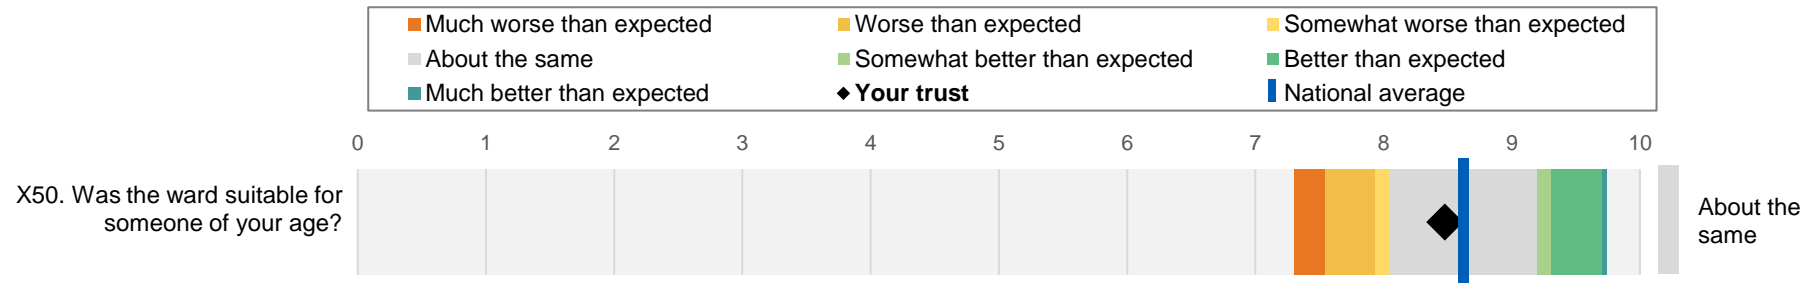 Much worse than expected
Worse than expected
Somewhat worse than expected
About the same
Somewhat better than expected
Better than expected
Much better than expected
Your trust
National average
0 1 2 3 4 5 6 7 8 9 10
X50. Was the ward suitable for
someone of your age?
About the
same